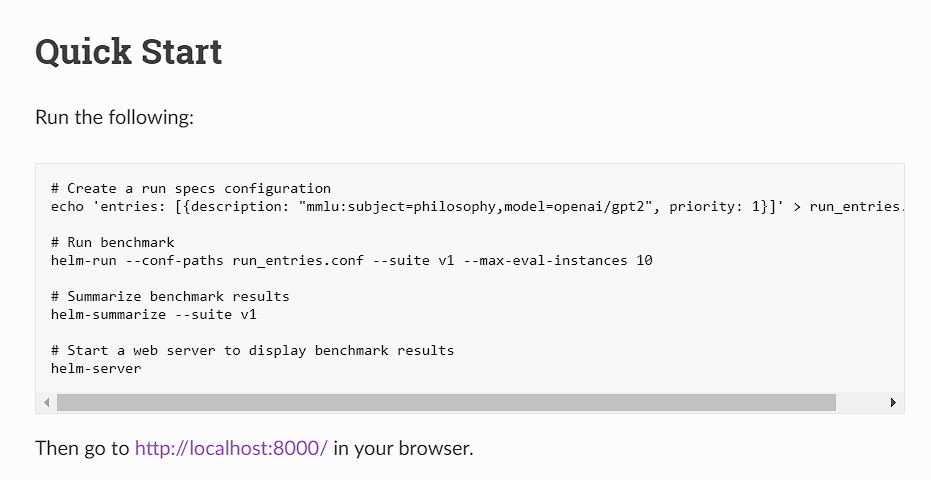 Quick Start
Run the following:
# Create a run specs configuration
echo 'entries: [{description: "mmlu:subject=philosophy,model=openai/gpt2", priority: 1}]' > run_entries.
# Run benchmark
helm-run --conf-paths run_entries.conf --suite v1 --max-eval-instances 10
# Summarize benchmark results
helm-summarize --suite v1
# Start a web server to display benchmark results
helm-server
Then go to http://localhost:8000/ in your browser.